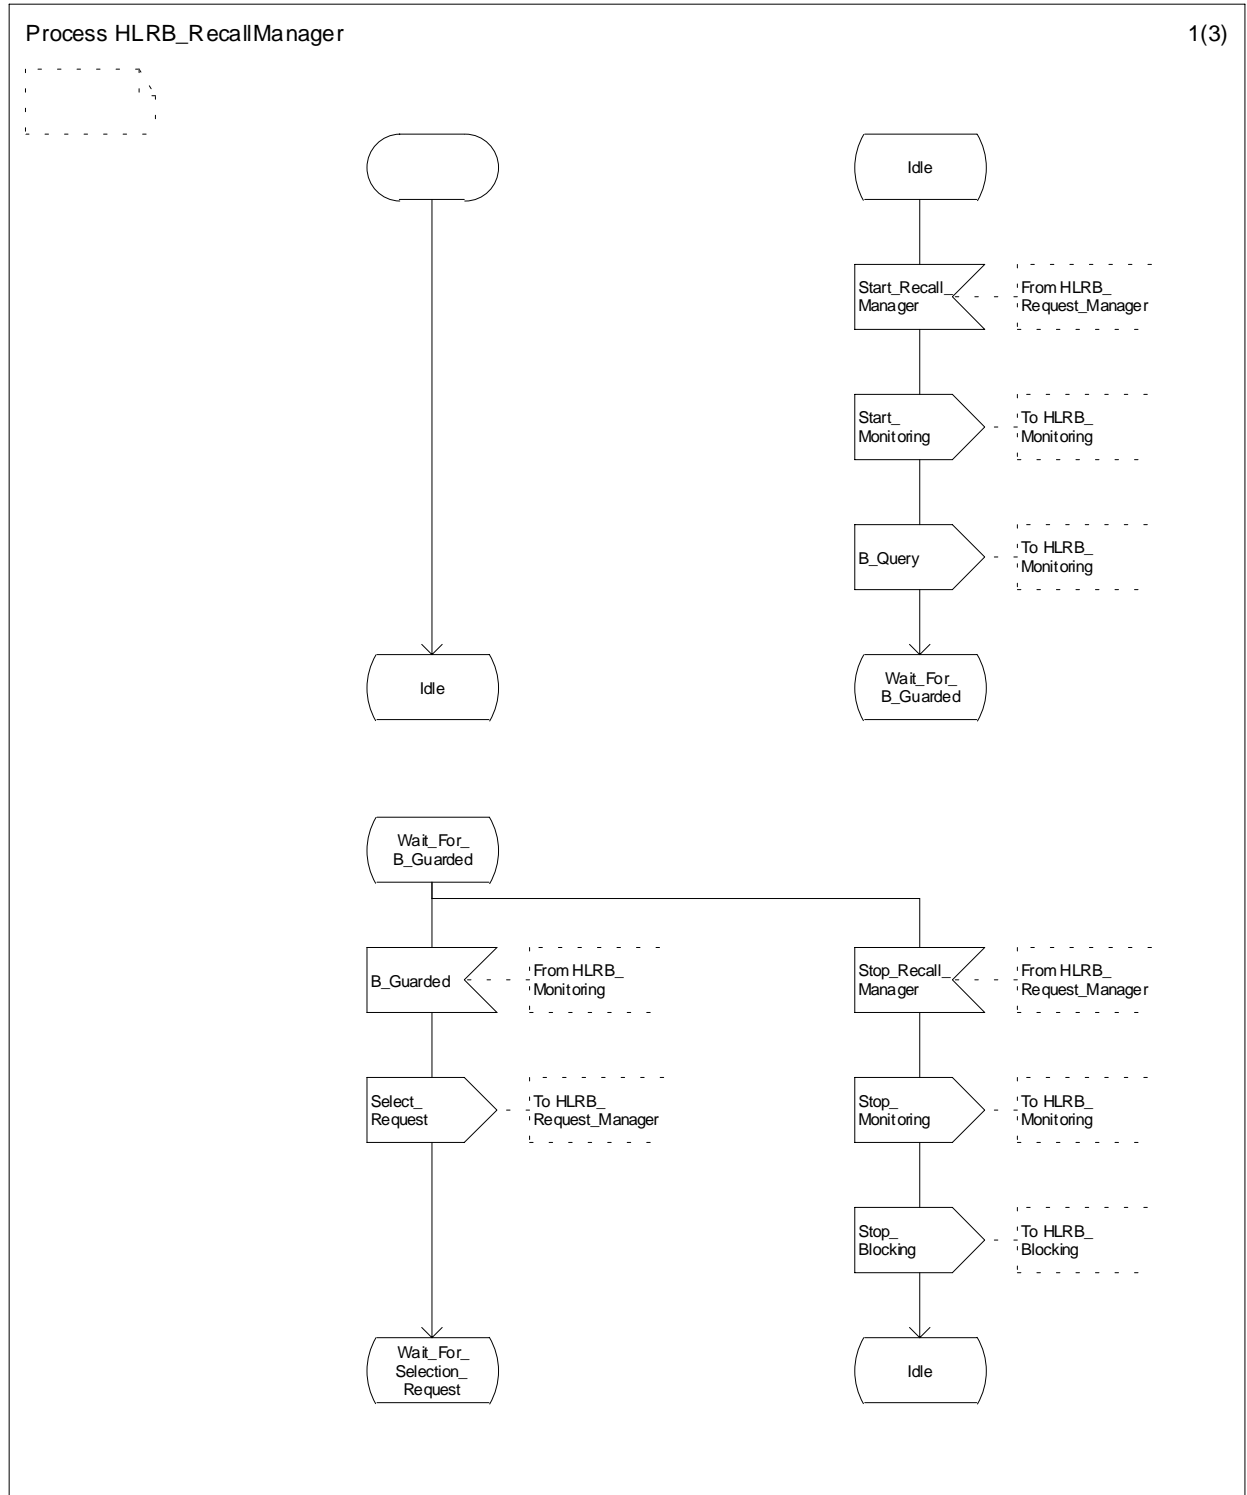 Process HLRB_RecallManager
1(3)
Idle
Start_Recall_
Manager
From HLRB_
Request_Manager
Start_
Monitoring
To HLRB_
Monitoring
B_Query
To HLRB_
Monitoring
Idle
Wait_For_
B_Guarded
Wait_For_
B_Guarded
B_Guarded
From HLRB_
Monitoring
Stop_Recall_
Manager
From HLRB_
Request_Manager
Select_
Request
To HLRB_
Request_Manager
Stop_
Monitoring
To HLRB_
Monitoring
Stop_
Blocking
To HLRB_
Blocking
Wait_For_
Selection_
Request
Idle